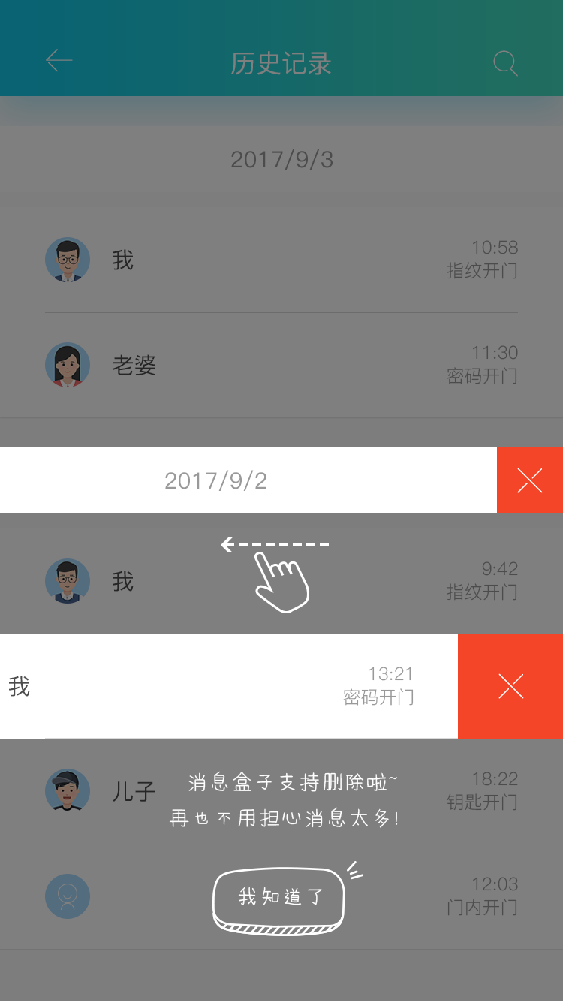 历史记录
2017/9/3
我
10:58
指纹开门
老婆
11:30
密码开门
2017/9/2
我
9:42
指纹开门
我
13:21
密码开门
儿子
18:22
钥匙开门
消息盒子支持删除啦~
再也不用担心消息太多!
12:03
门内开门
我知道了